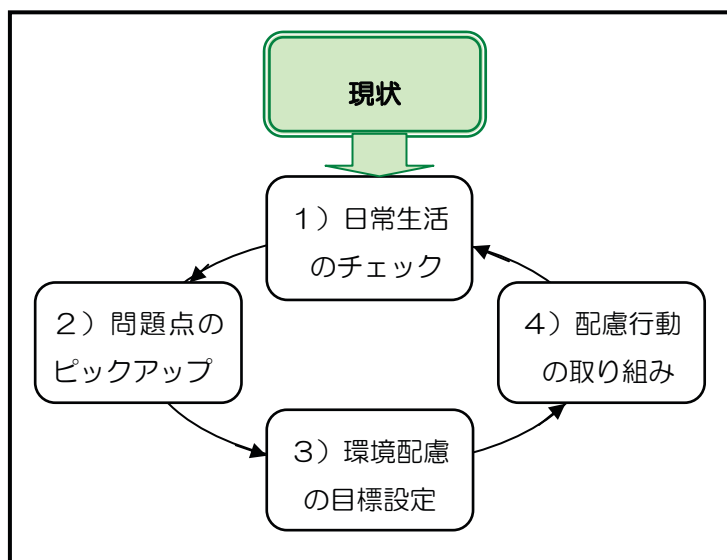 現状
１）日常生活
のチェック
２）問題点の
ピックアップ
３）環境配慮
の目標設定
４）配慮行動
の取り組み